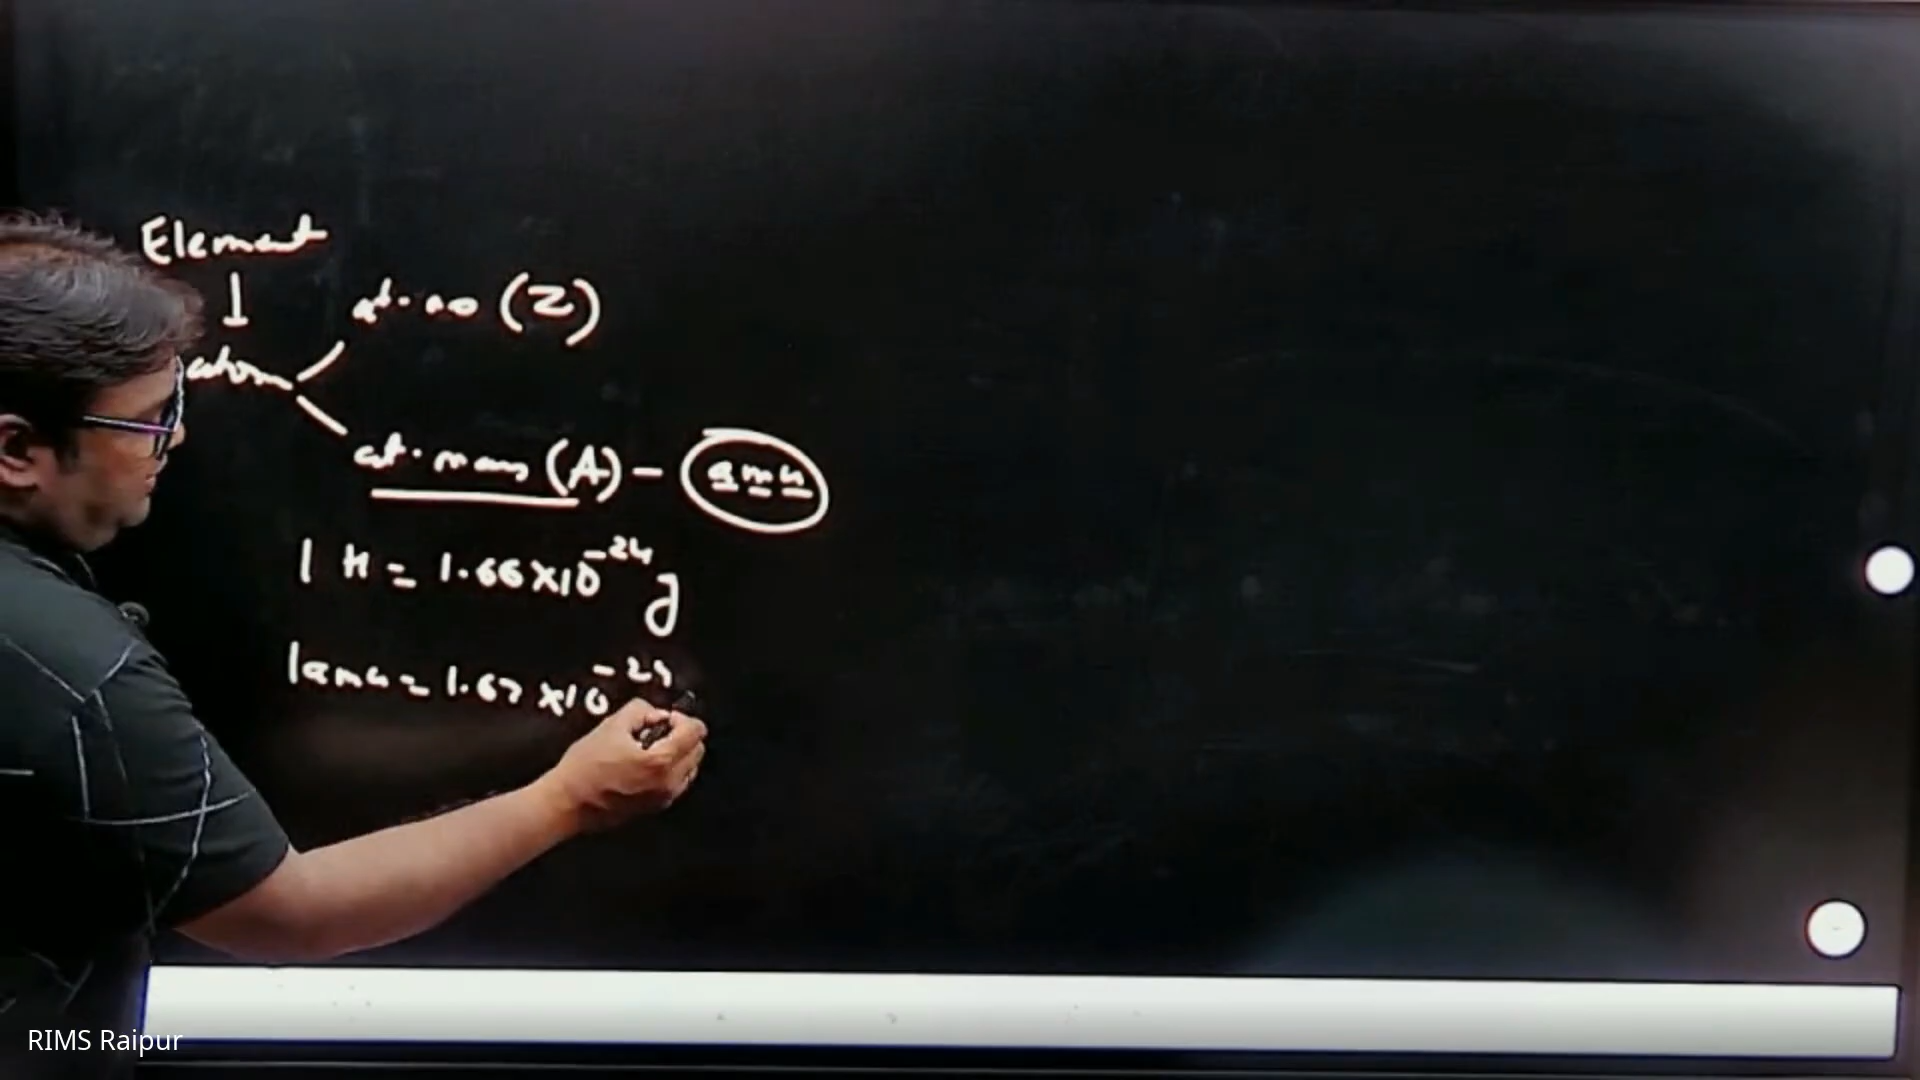 Element
at. no (Z)
atom
at. mass (A) - amu
1 H = 1.66 × 10⁻²⁴ g
1 amu = 1.67 × 10⁻²⁴
RIMS Raipur